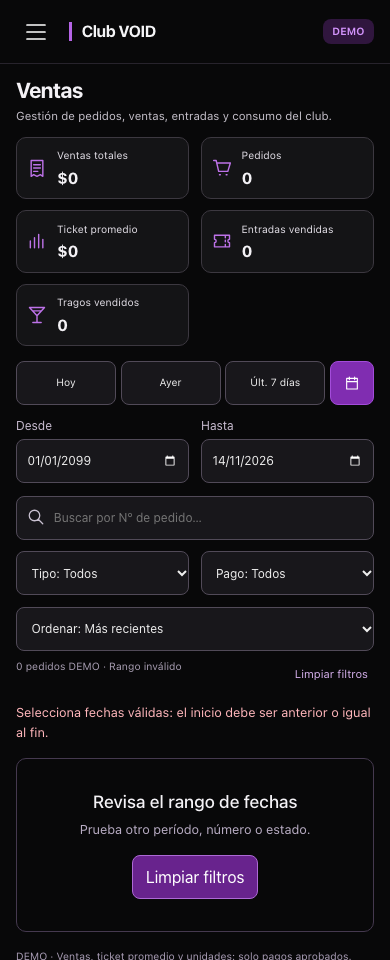 Club VOID
DEMO
Ventas
Gestión de pedidos, ventas, entradas y consumo del club.
Ventas totales
$0
Pedidos
0
Ticket promedio
$0
Entradas vendidas
0
Tragos vendidos
0
Hoy
Ayer
Últ. 7 días
Desde
Hasta
01/01/2099
14/11/2026
Buscar por Nº de pedido...
Tipo: Todos
Pago: Todos
Ordenar: Más recientes
0 pedidos DEMO · Rango inválido
Limpiar filtros
Selecciona fechas válidas: el inicio debe ser anterior o igual
al fin.
Revisa el rango de fechas
Prueba otro período, número o estado.
Limpiar filtros
DEMO · Ventas, ticket promedio y unidades: solo pagos aprobados.